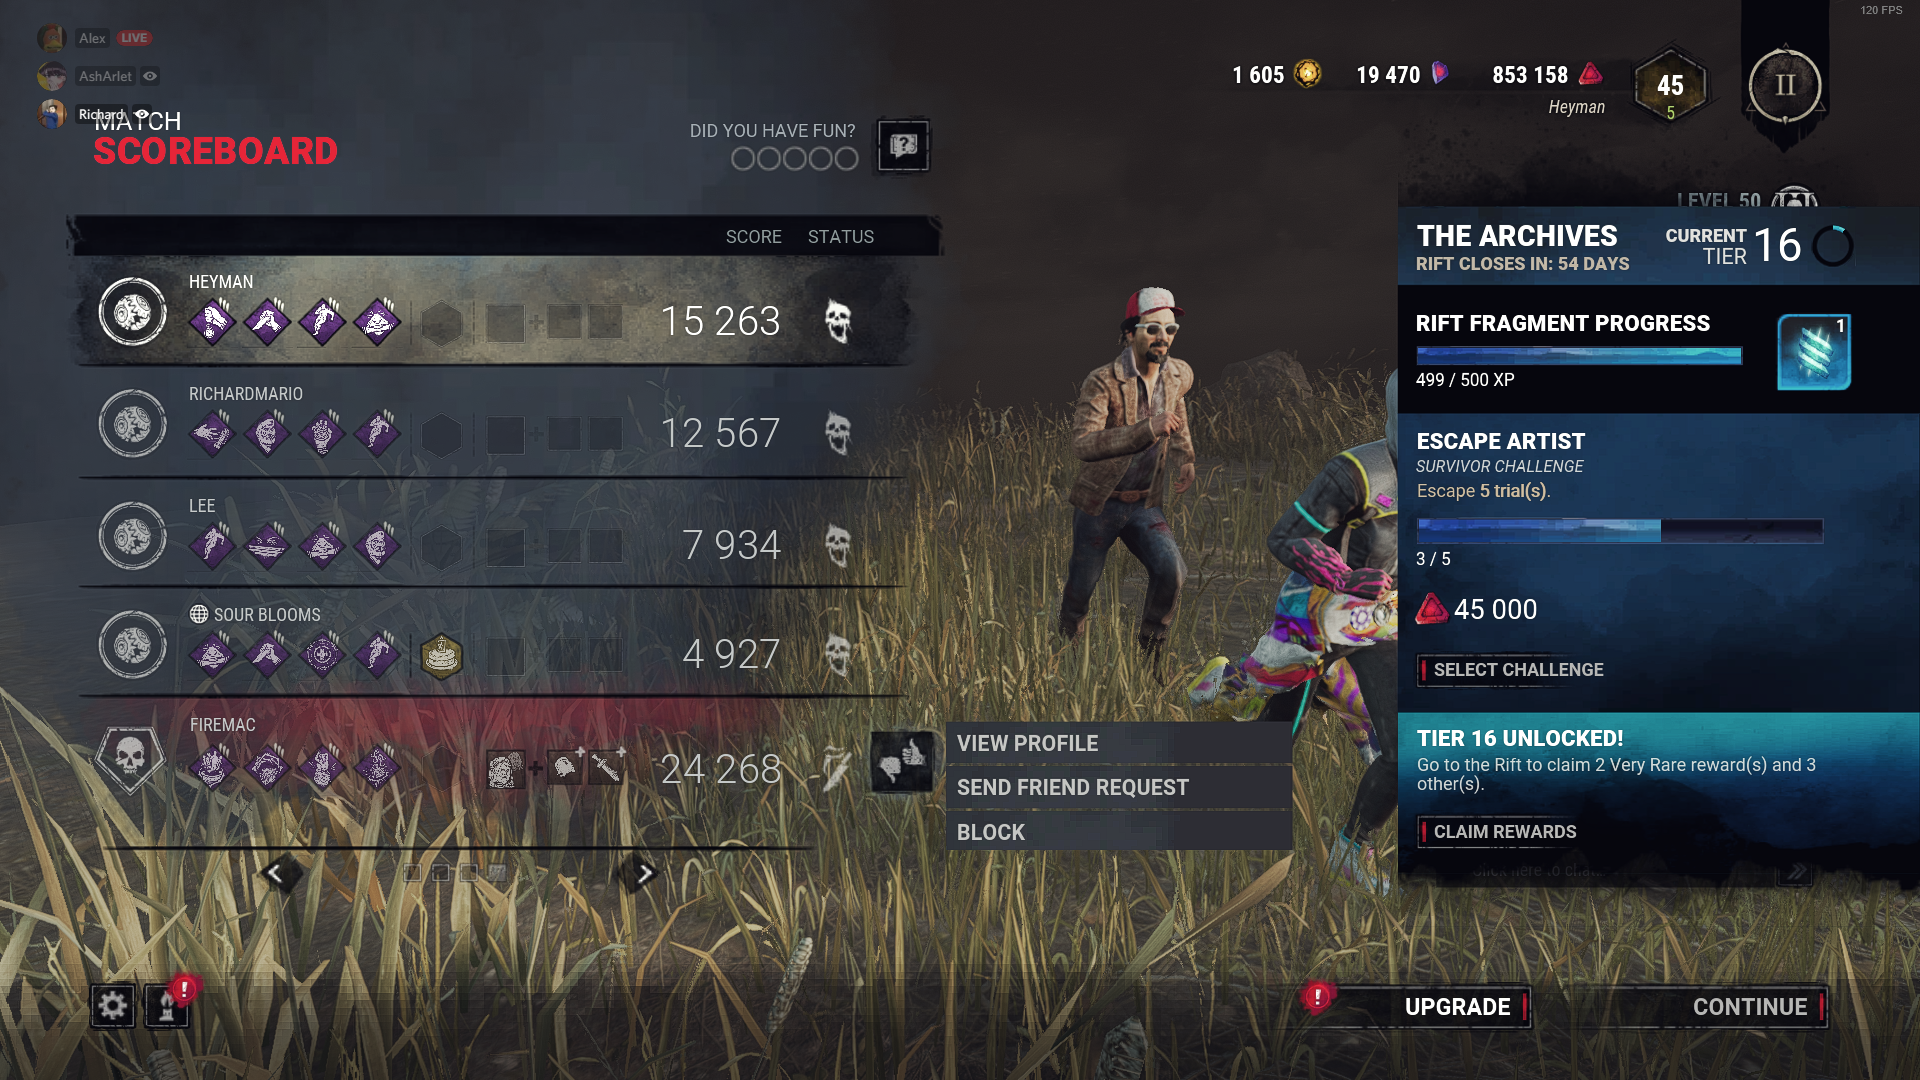 120 FPS
Alex LIVE
AshArlet
Richard
MATCH
SCOREBOARD
DID YOU HAVE FUN?
1 605
19 470
853 158
Heyman
45
5
II
SCORE STATUS
HEYMAN
15 263
RICHARDMARIO
12 567
LEE
7 934
SOUR BLOOMS
4 927
FIREMAC
24 268
VIEW PROFILE
SEND FRIEND REQUEST
BLOCK
LEVEL 50
THE ARCHIVES
RIFT CLOSES IN: 54 DAYS
CURRENT
TIER
16
RIFT FRAGMENT PROGRESS
1
499 / 500 XP
ESCAPE ARTIST
SURVIVOR CHALLENGE
Escape 5 trial(s).
3 / 5
45 000
SELECT CHALLENGE
TIER 16 UNLOCKED!
Go to the Rift to claim 2 Very Rare reward(s) and 3
other(s).
CLAIM REWARDS
UPGRADE
CONTINUE